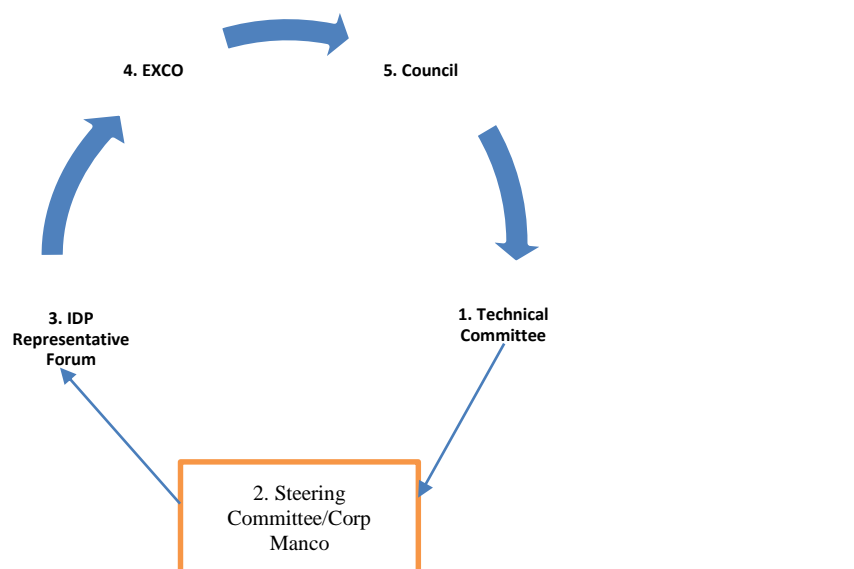 4. EXCO
5. Council
3. IDP
Representative
Forum
1. Technical
Committee
2. Steering
Committee/Corp
Manco